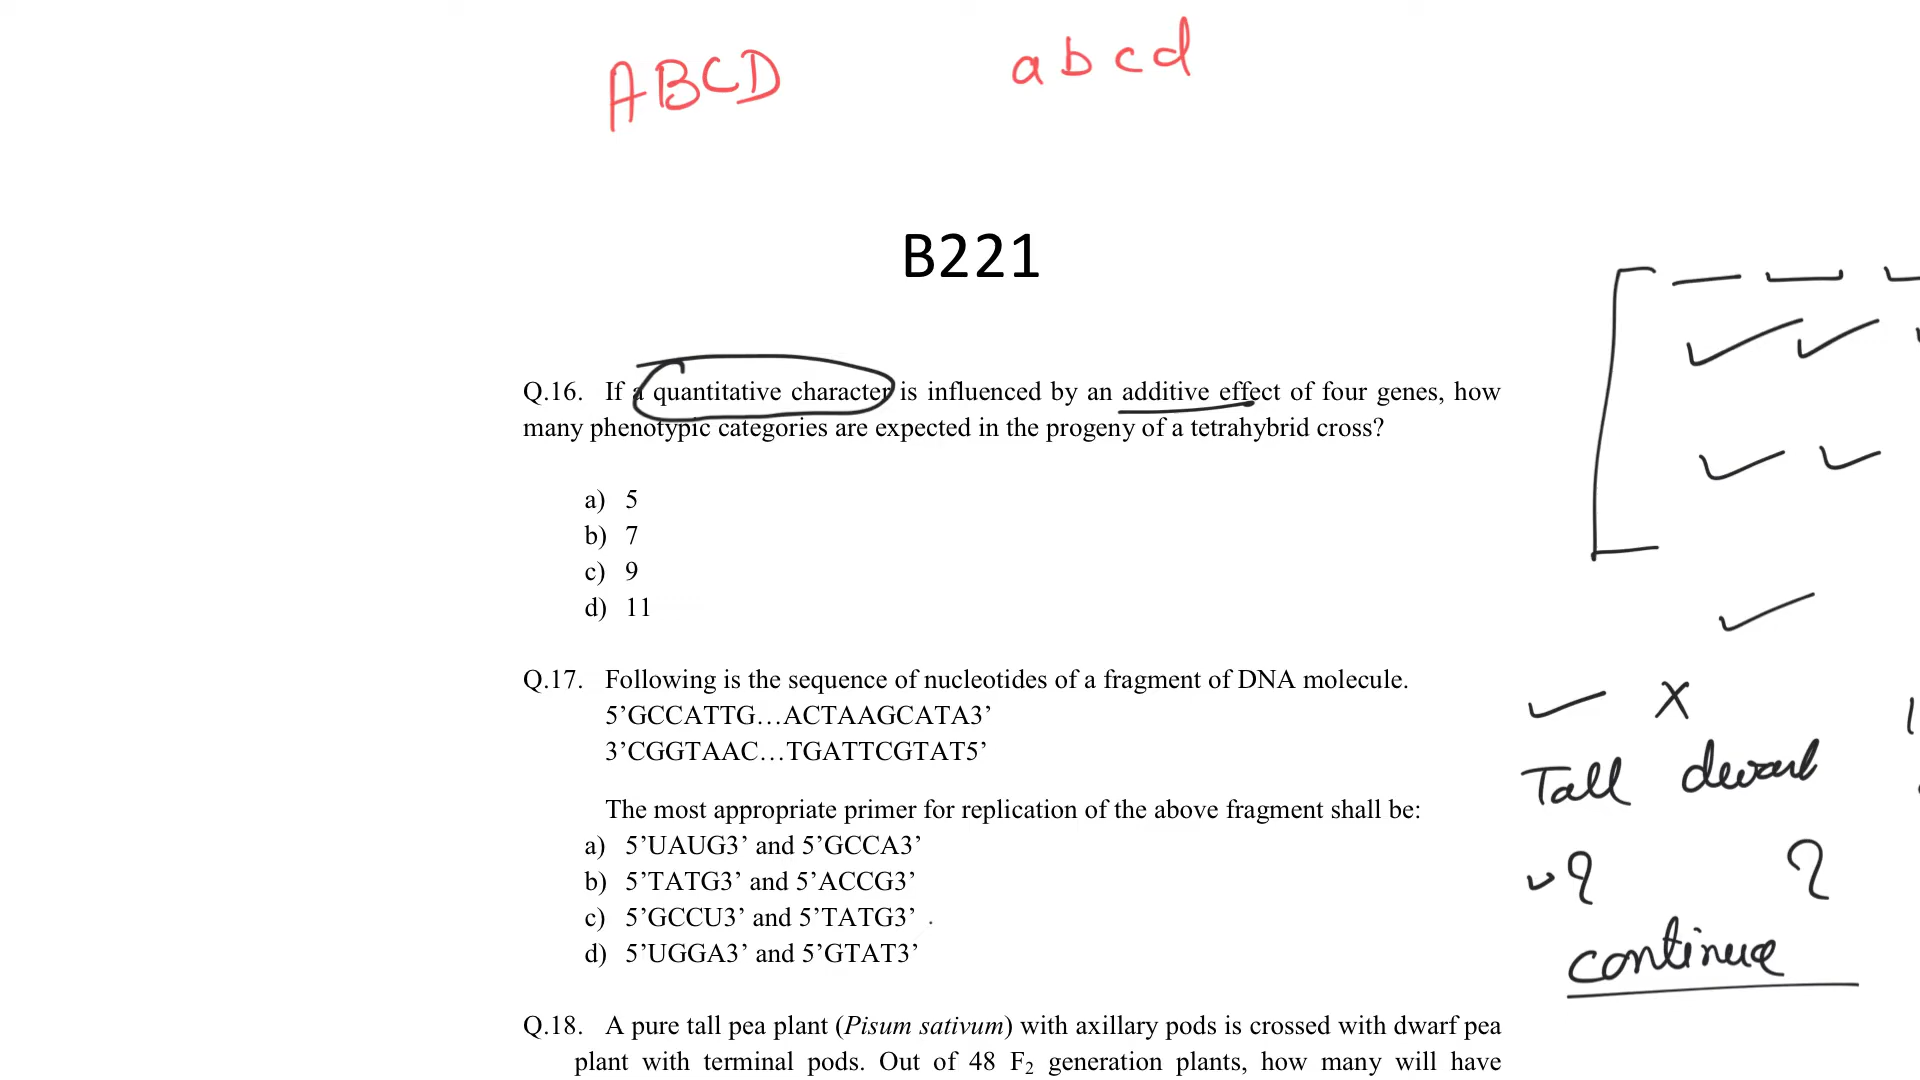 ABCD abcd
B221
Q.16. If a quantitative character is influenced by an additive effect of four genes, how
many phenotypic categories are expected in the progeny of a tetrahybrid cross?
a) 5
b) 7
c) 9
d) 11
Q.17. Following is the sequence of nucleotides of a fragment of DNA molecule.
5’GCCATTG…ACTAAGCATA3’
3’CGGTAAC…TGATTCGTAT5’
The most appropriate primer for replication of the above fragment shall be:
a) 5’UAUG3’ and 5’GCCA3’
b) 5’TATG3’ and 5’ACCG3’
c) 5’GCCU3’ and 5’TATG3’
d) 5’UGGA3’ and 5’GTAT3’
Tall dwarf
continue
Q.18. A pure tall pea plant (Pisum sativum) with axillary pods is crossed with dwarf pea
plant with terminal pods. Out of 48 F₂ generation plants, how many will have